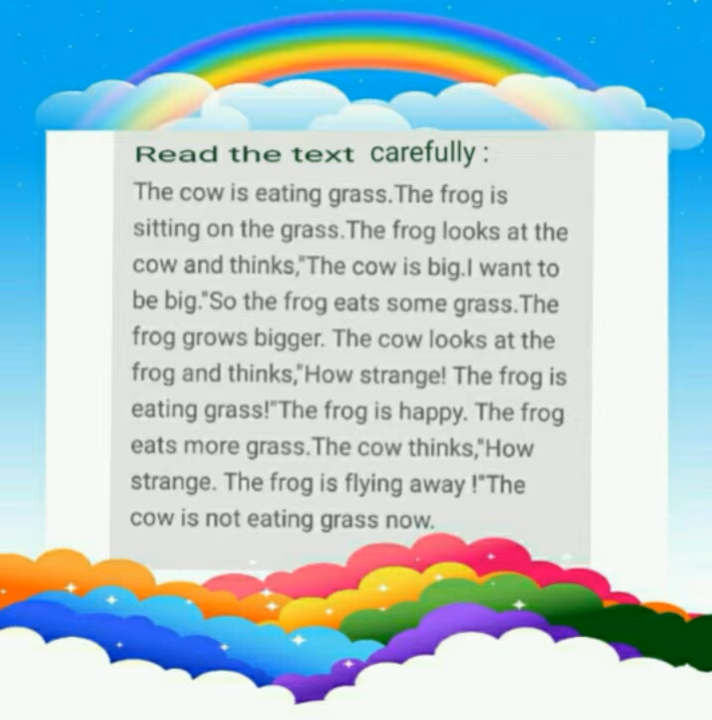 Read the text carefully :
The cow is eating grass.The frog is
sitting on the grass.The frog looks at the
cow and thinks,"The cow is big.I want to
be big."So the frog eats some grass.The
frog grows bigger. The cow looks at the
frog and thinks,"How strange! The frog is
eating grass!"The frog is happy. The frog
eats more grass.The cow thinks,"How
strange. The frog is flying away !"The
cow is not eating grass now.